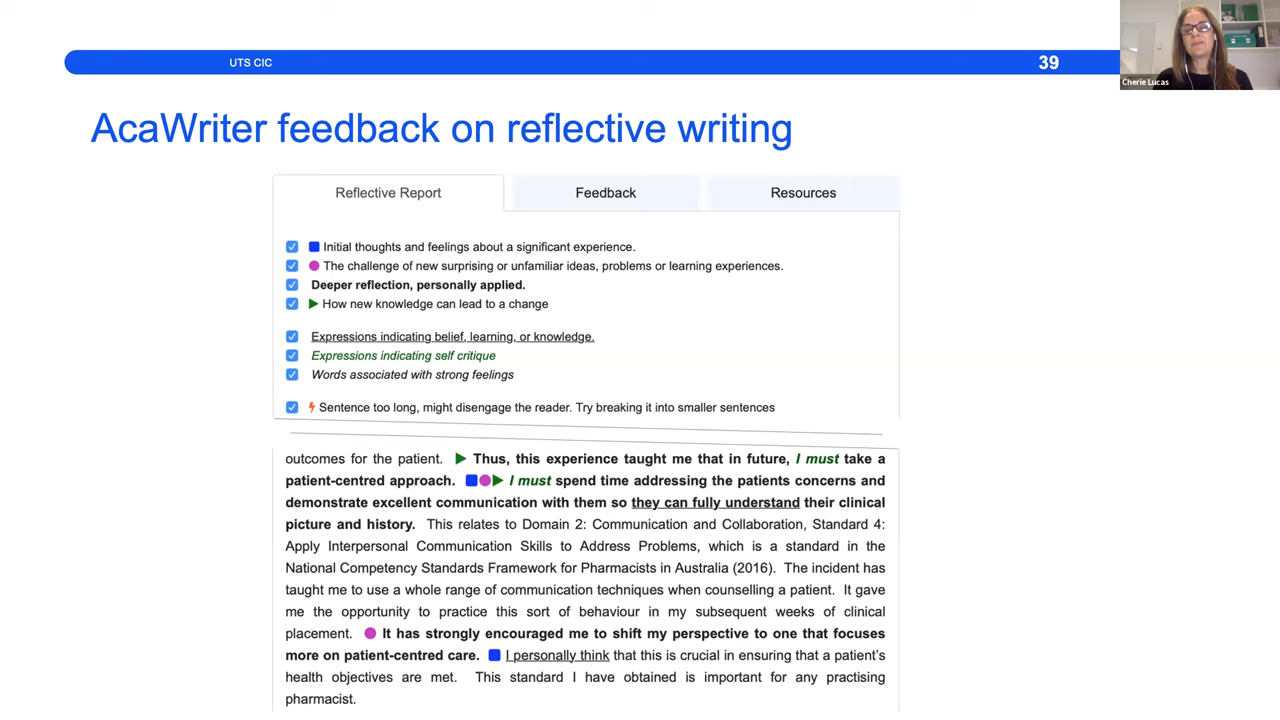 UTS CIC
39
Cherie Lucas
AcaWriter feedback on reflective writing
Reflective Report
Feedback
Resources
Initial thoughts and feelings about a significant experience.
The challenge of new surprising or unfamiliar ideas, problems or learning experiences.
Deeper reflection, personally applied.
How new knowledge can lead to a change
Expressions indicating belief, learning, or knowledge.
Expressions indicating self critique
Words associated with strong feelings
Sentence too long, might disengage the reader. Try breaking it into smaller sentences
outcomes for the patient. Thus, this experience taught me that in future, I must take a
patient-centred approach. I must spend time addressing the patients concerns and
demonstrate excellent communication with them so they can fully understand their clinical
picture and history. This relates to Domain 2: Communication and Collaboration, Standard 4:
Apply Interpersonal Communication Skills to Address Problems, which is a standard in the
National Competency Standards Framework for Pharmacists in Australia (2016). The incident has
taught me to use a whole range of communication techniques when counselling a patient. It gave
me the opportunity to practice this sort of behaviour in my subsequent weeks of clinical
placement. It has strongly encouraged me to shift my perspective to one that focuses
more on patient-centred care. I personally think that this is crucial in ensuring that a patient's
health objectives are met. This standard I have obtained is important for any practising
pharmacist.